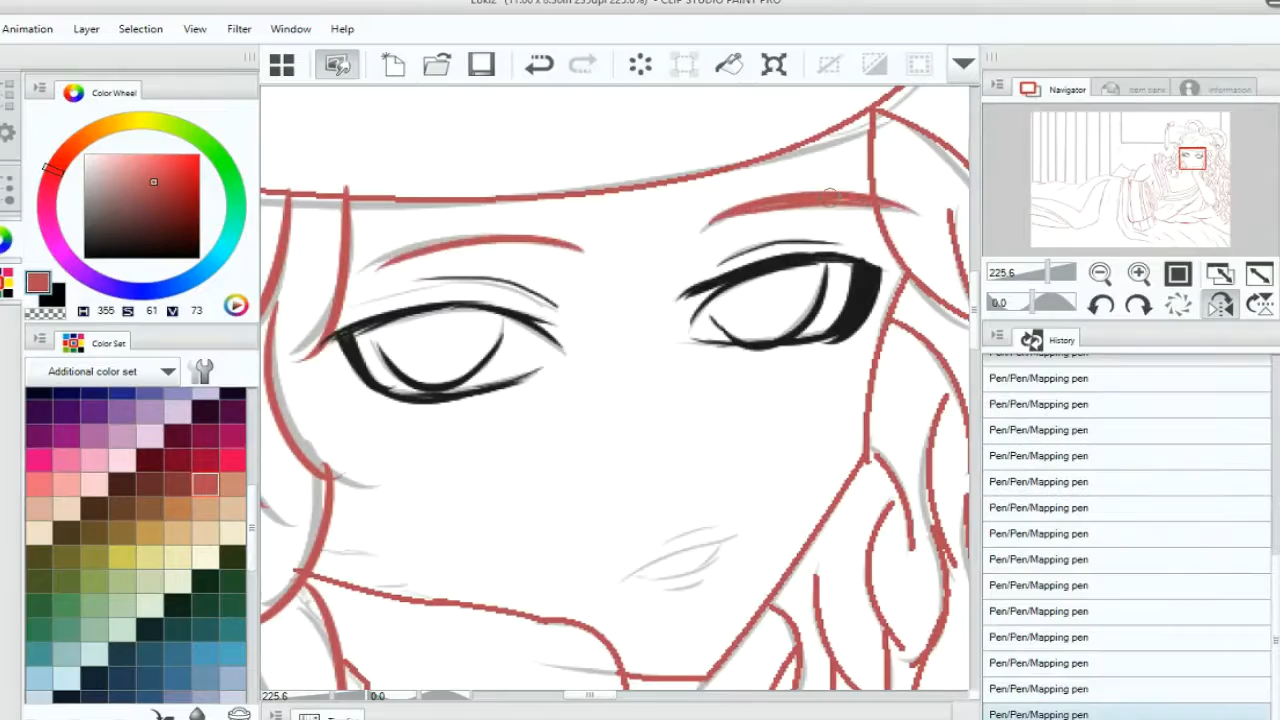 Animation Layer Selection View Filter Window Help
Color Wheel
H 355 S 61 V 73
Color Set
Additional color set
225.6 0.0
Navigator
225.6
0.0
History
Pen/Pen/Mapping pen
Pen/Pen/Mapping pen
Pen/Pen/Mapping pen
Pen/Pen/Mapping pen
Pen/Pen/Mapping pen
Pen/Pen/Mapping pen
Pen/Pen/Mapping pen
Pen/Pen/Mapping pen
Pen/Pen/Mapping pen
Pen/Pen/Mapping pen
Pen/Pen/Mapping pen
Pen/Pen/Mapping pen
Pen/Pen/Mapping pen
Pen/Pen/Mapping pen